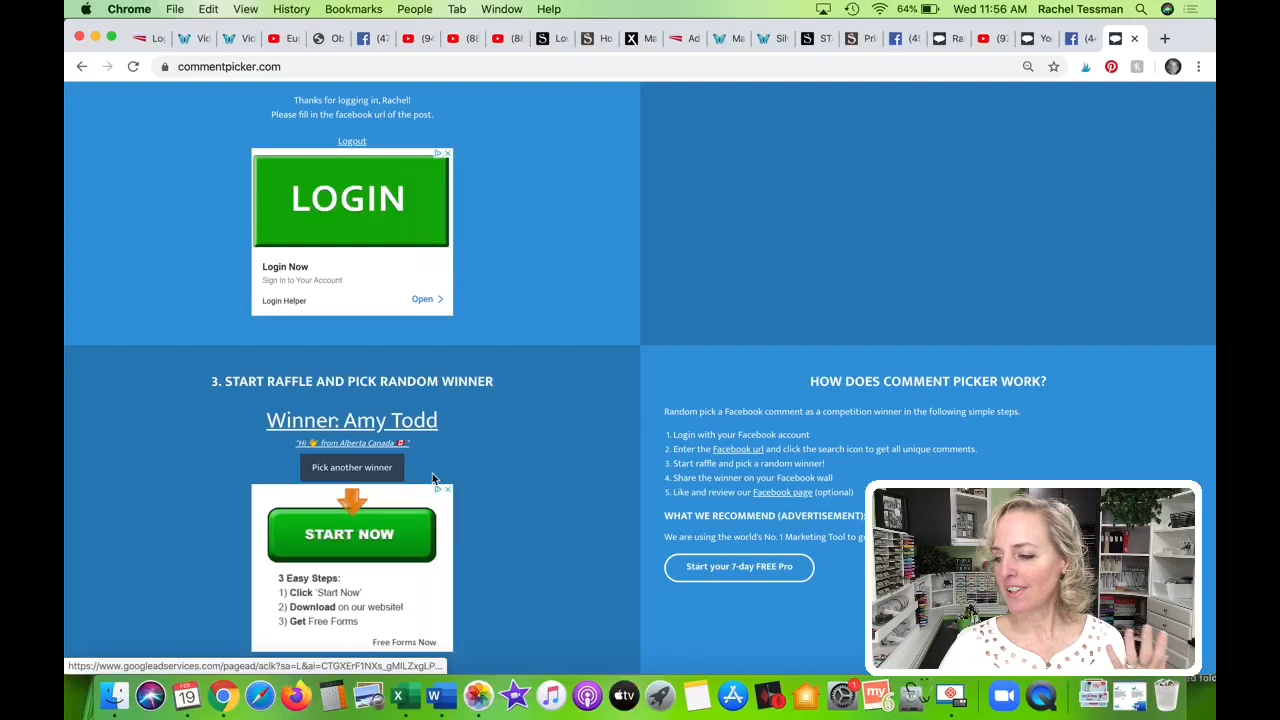 Chrome File Edit View History Bookmarks People Tab Window Help 64% Wed 11:56 AM Rachel Tessman
commentpicker.com
Thanks for logging in, Rachel!
Please fill in the facebook url of the post.
Logout
LOGIN
Login Now
Sign In to Your Account
Login Helper
Open
3. START RAFFLE AND PICK RANDOM WINNER
Winner: Amy Todd
"Hi 👋 from Alberta Canada 🇨🇦"
Pick another winner
START NOW
3 Easy Steps:
1) Click 'Start Now'
2) Download on our website!
3) Get Free Forms
Free Forms Now
HOW DOES COMMENT PICKER WORK?
Random pick a Facebook comment as a competition winner in the following simple steps.
1. Login with your Facebook account
2. Enter the Facebook url and click the search icon to get all unique comments.
3. Start raffle and pick a random winner!
4. Share the winner on your Facebook wall
5. Like and review our Facebook page (optional)
WHAT WE RECOMMEND (ADVERTISEMENT):
We are using the world's No. 1 Marketing Tool to
Start your 7-day FREE Pro
https://www.googleadservices.com/pagead/aclk?sa=L&ai=CTGXErF1NXs_gMILZxgLP...
FEB
19